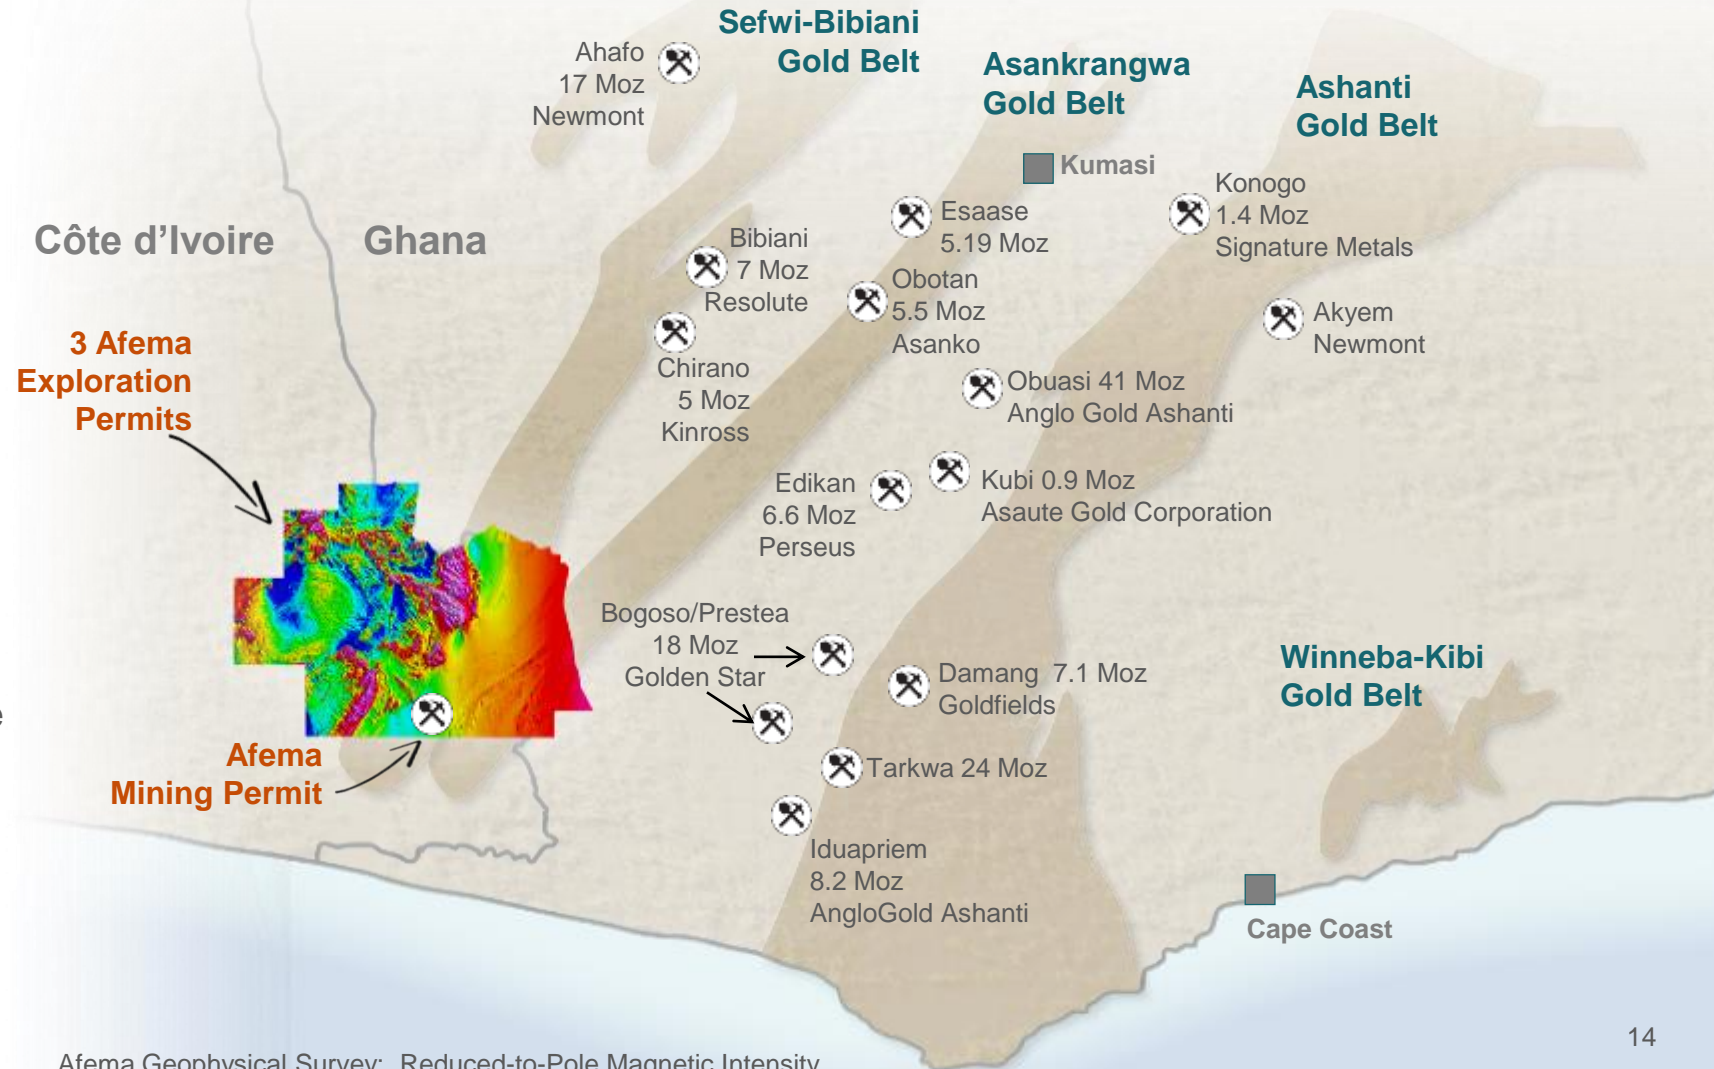 Sefwi-Bibiani
Gold Belt
Ahafo
17 Moz
Newmont
Asankrangwa
Gold Belt
Ashanti
Gold Belt
Kumasi
Konogo
1.4 Moz
Signature Metals
Côte d'Ivoire
Ghana
Esaase
5.19 Moz
Bibiani
7 Moz
Resolute
Obotan
5.5 Moz
Asanko
Akyem
Newmont
3 Afema
Exploration
Permits
Chirano
5 Moz
Kinross
Obuasi 41 Moz
Anglo Gold Ashanti
Edikan
6.6 Moz
Perseus
Kubi 0.9 Moz
Asaute Gold Corporation
Bogoso/Prestea
18 Moz
Golden Star
Damang 7.1 Moz
Goldfields
Winneba-Kibi
Gold Belt
Afema
Mining Permit
Tarkwa 24 Moz
Iduapriem
8.2 Moz
AngloGold Ashanti
Cape Coast
14
Afema Geophysical Survey: Reduced-to-Pole Magnetic Intensity